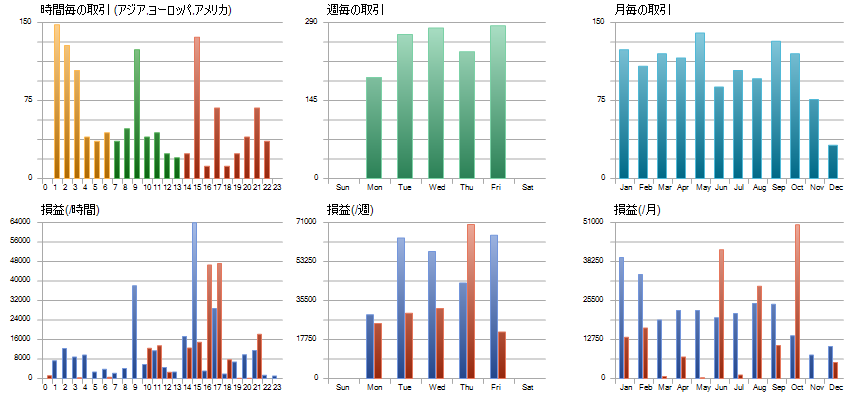 時間毎の取引 (アジア,ヨーロッパ,アメリカ)
150
75
0
0 1 2 3 4 5 6 7 8 9 10 11 12 13 14 15 16 17 18 19 20 21 22 23
週毎の取引
290
145
0
Sun Mon Tue Wed Thu Fri Sat
月毎の取引
150
75
0
Jan Feb Mar Apr May Jun Jul Aug Sep Oct Nov Dec
損益(/時間)
64000
56000
48000
40000
32000
24000
16000
8000
0
0 1 2 3 4 5 6 7 8 9 10 11 12 13 14 15 16 17 18 19 20 21 22 23
損益(/週)
71000
53250
35500
17750
0
Sun Mon Tue Wed Thu Fri Sat
損益(/月)
51000
38250
25500
12750
0
Jan Feb Mar Apr May Jun Jul Aug Sep Oct Nov Dec